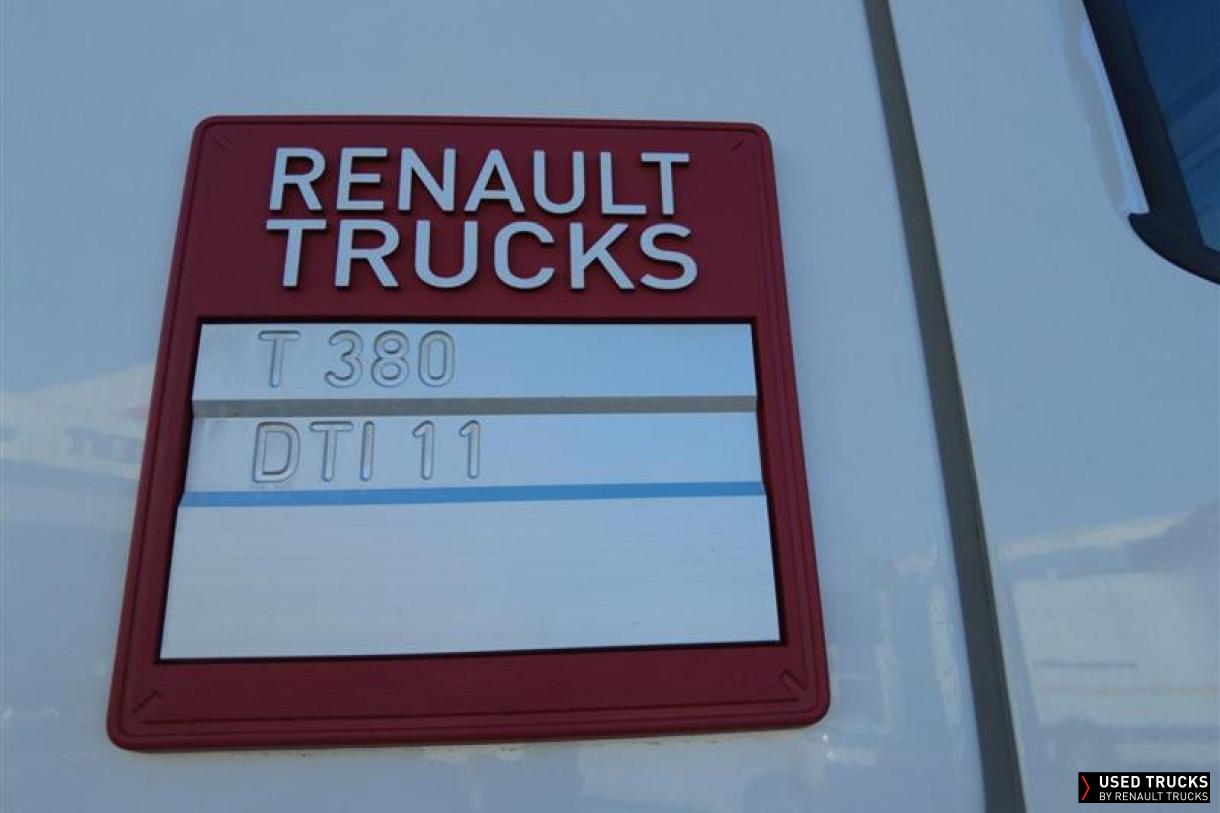 RENAULT
TRUCKS
T 380
DTI 11
USED TRUCKS
BY RENAULT TRUCKS